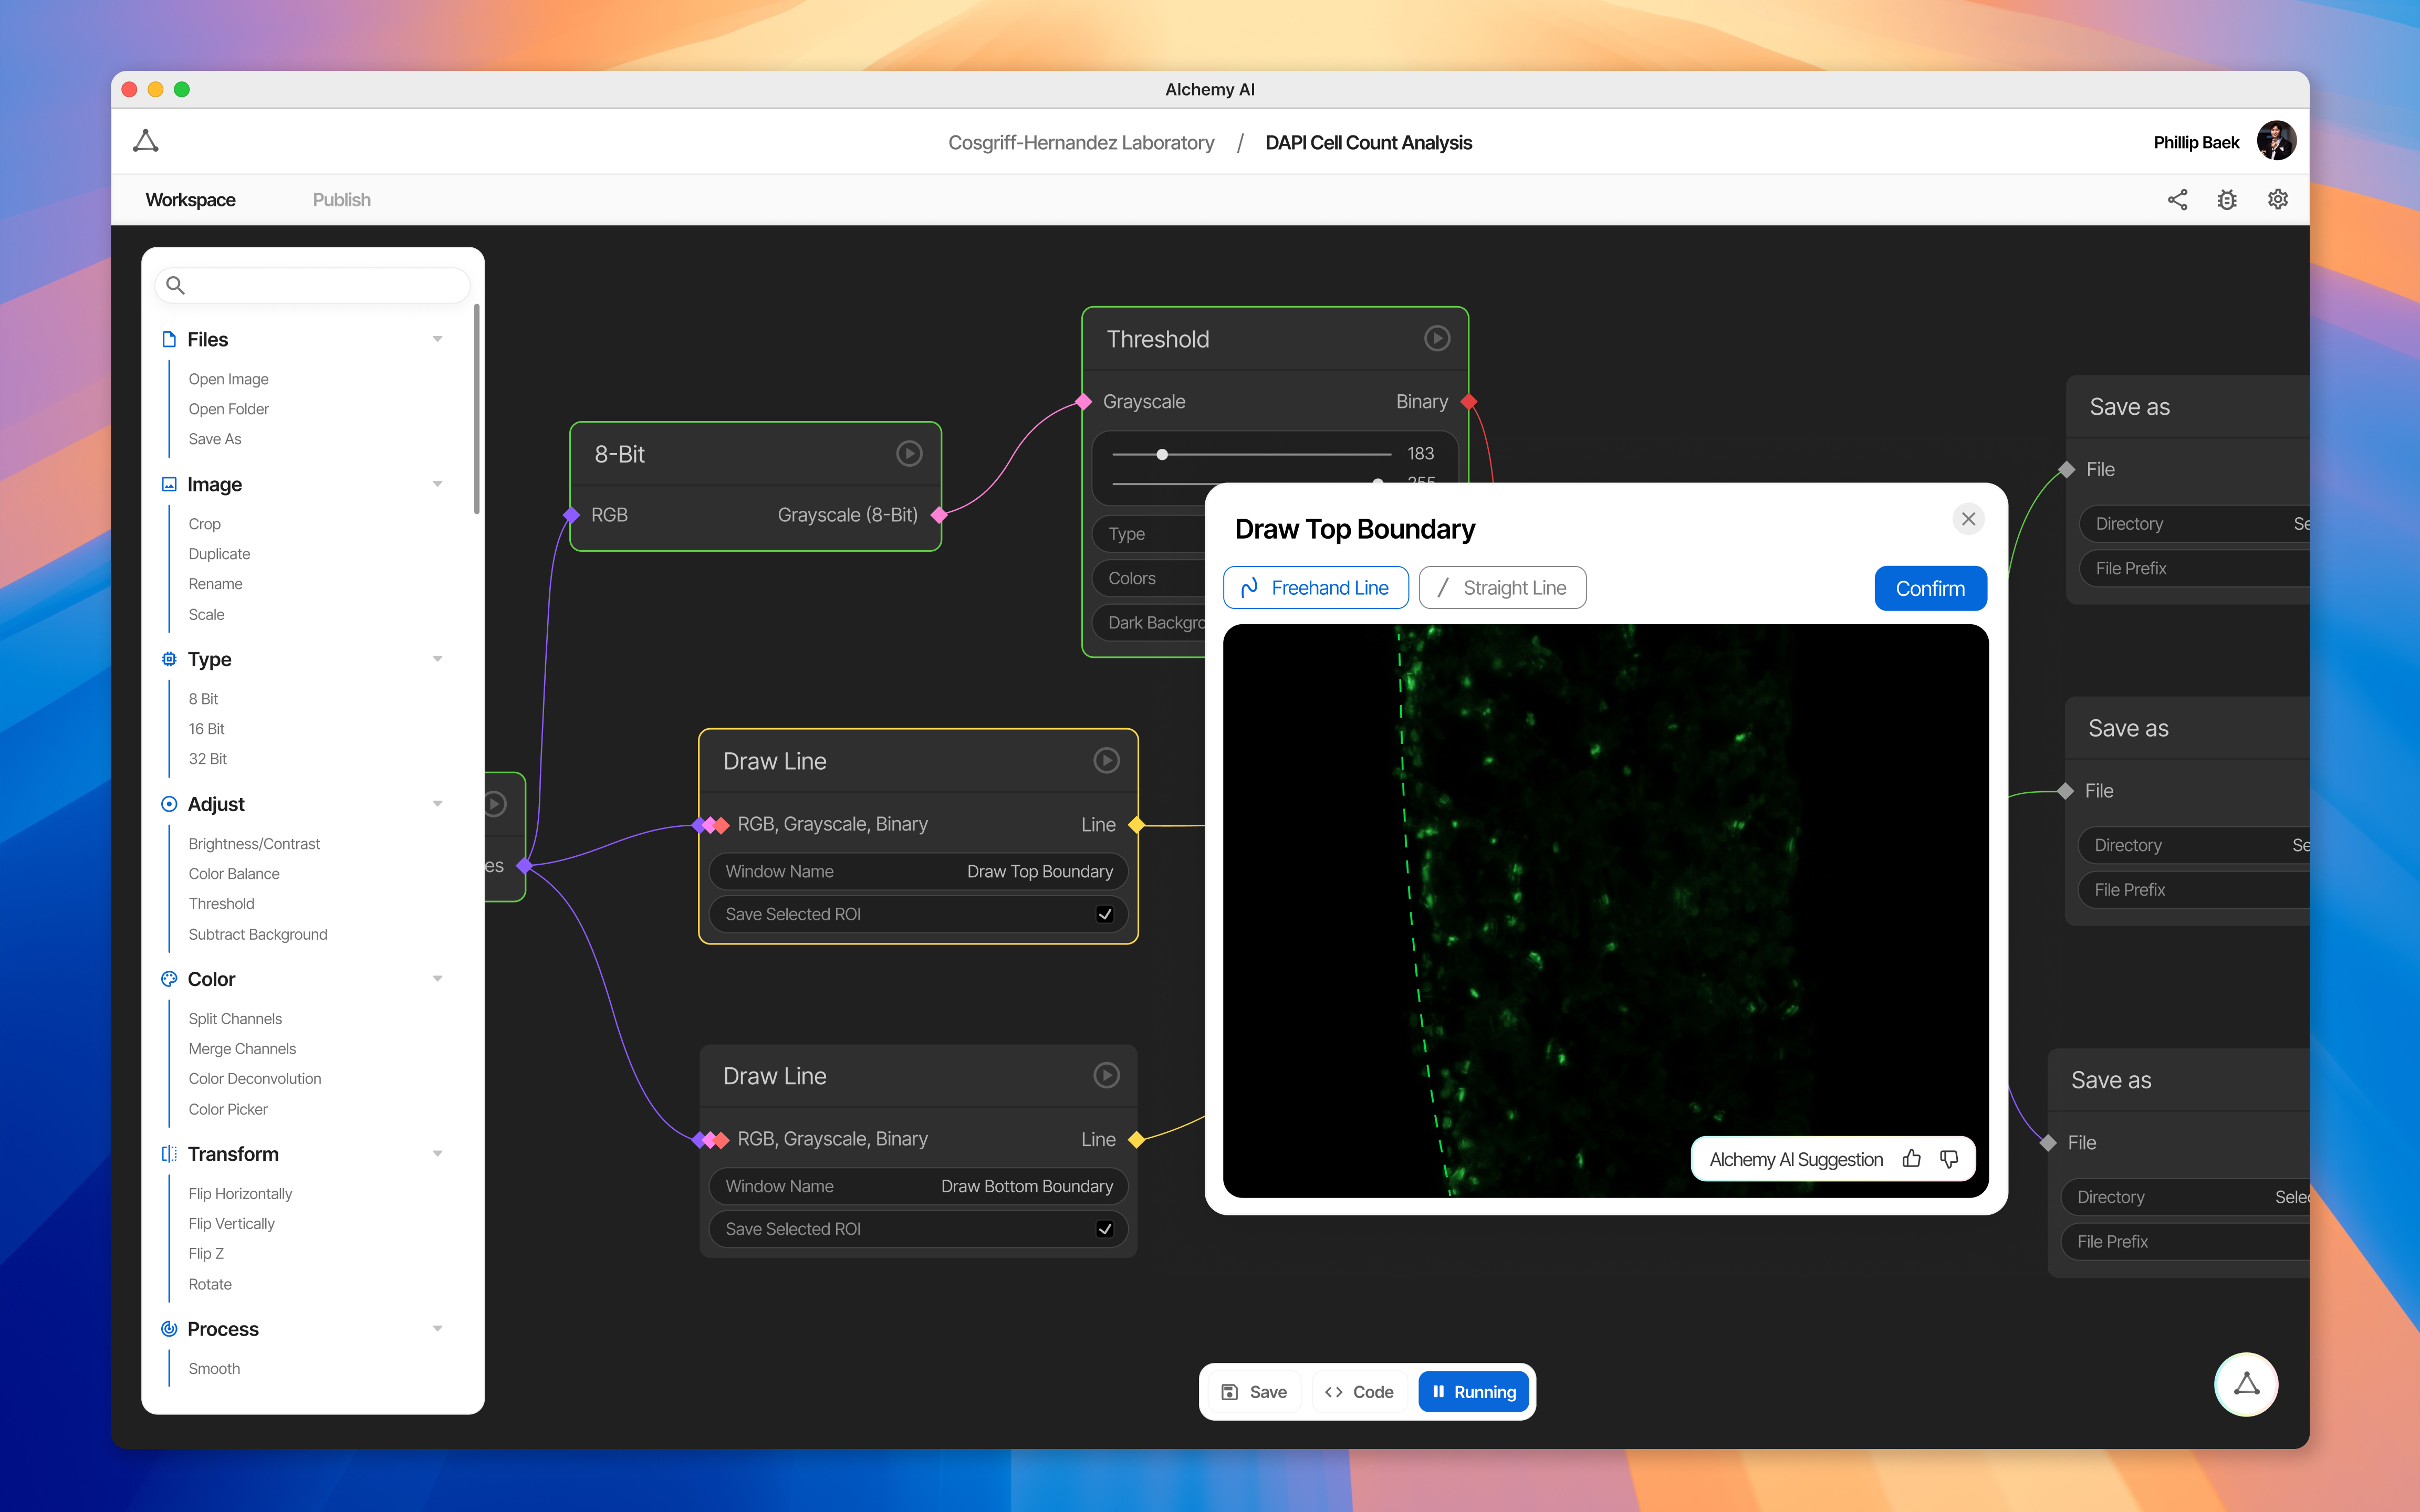 Alchemy AI
Cosgriff-Hernandez Laboratory / DAPI Cell Count Analysis
Phillip Baek
Workspace
Publish
Files
Open Image
Open Folder
Save As
Image
Crop
Duplicate
Rename
Scale
Type
8 Bit
16 Bit
32 Bit
Adjust
Brightness/Contrast
Color Balance
Threshold
Subtract Background
Color
Split Channels
Merge Channels
Color Deconvolution
Color Picker
Transform
Flip Horizontally
Flip Vertically
Flip Z
Rotate
Process
Smooth
es
8-Bit
RGB
Grayscale (8-Bit)
Threshold
Grayscale
Binary
183
255
Type
Colors
Dark Backgro
Draw Line
RGB, Grayscale, Binary
Line
Window Name
Draw Top Boundary
Save Selected ROI
Draw Line
RGB, Grayscale, Binary
Line
Window Name
Draw Bottom Boundary
Save Selected ROI
Draw Top Boundary
Freehand Line
Straight Line
Confirm
Alchemy AI Suggestion
Save as
File
Directory
Se
File Prefix
Save as
File
Directory
Se
File Prefix
Save as
File
Directory
Selec
File Prefix
Save
Code
Running